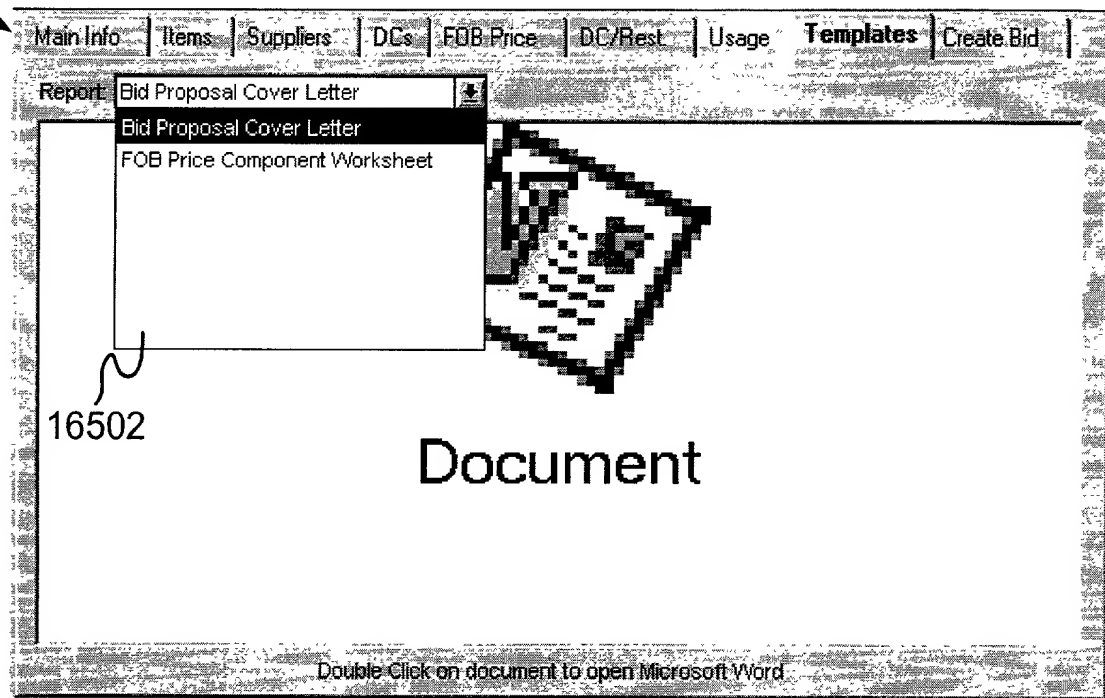 Main Info Items Suppliers DCs FOB Price DC/Rest. Usage Templates Create Bid
Report: Bid Proposal Cover Letter
Bid Proposal Cover Letter
FOB Price Component Worksheet
16502
Document
Double Click on document to open Microsoft Word